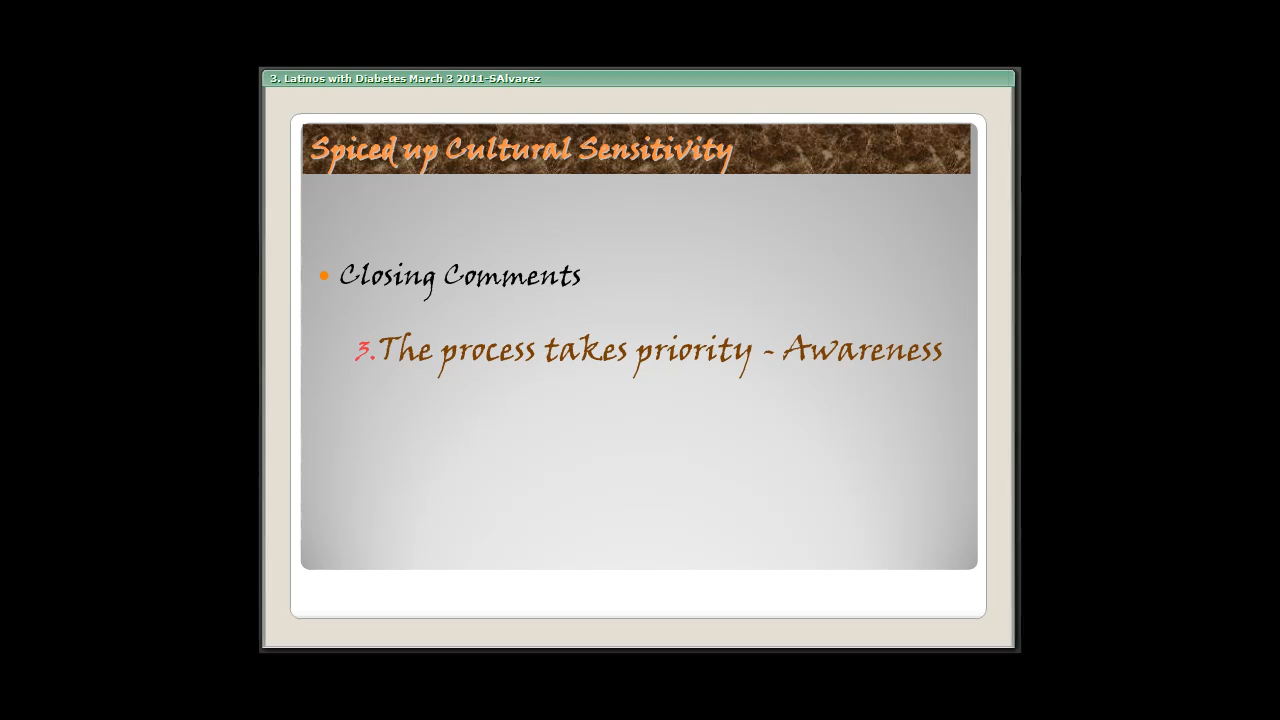 3. Latinos with Diabetes March 3 2011-SAlvarez
Spiced up Cultural Sensitivity
• Closing Comments
3.The process takes priority - Awareness